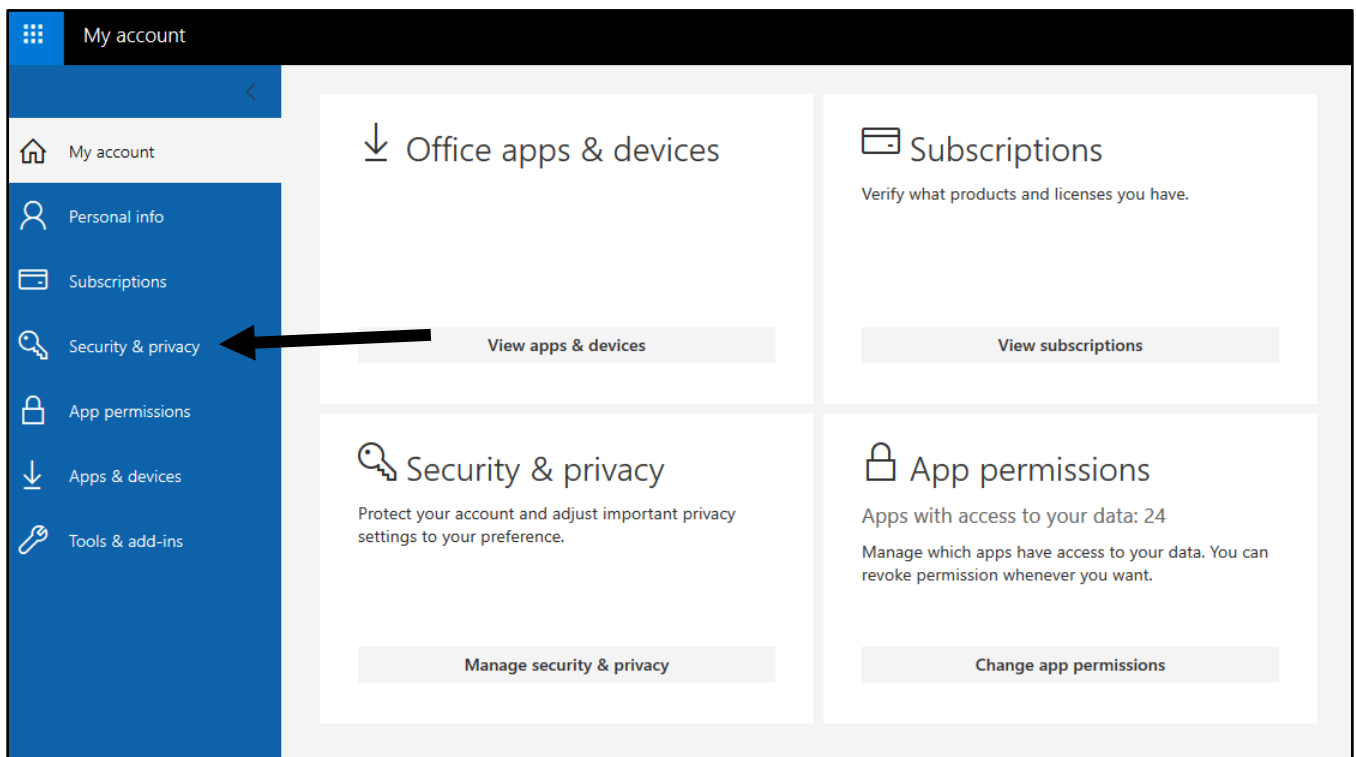 My account
My account
Personal info
Subscriptions
Security & privacy
App permissions
Apps & devices
Tools & add-ins
Office apps & devices
View apps & devices
Subscriptions
Verify what products and licenses you have.
View subscriptions
Security & privacy
Protect your account and adjust important privacy
settings to your preference.
Manage security & privacy
App permissions
Apps with access to your data: 24
Manage which apps have access to your data. You can
revoke permission whenever you want.
Change app permissions